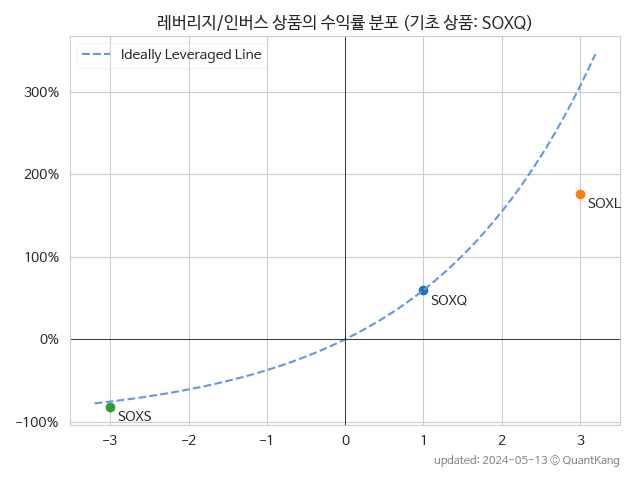 레버리지/인버스 상품의 수익률 분포 (기초 상품: SOXQ)
Ideally Leveraged Line
300%
200%
100%
0%
−100%
SOXL
SOXQ
SOXS
−3 −2 −1 0 1 2 3
updated: 2024-05-13 © QuantKang